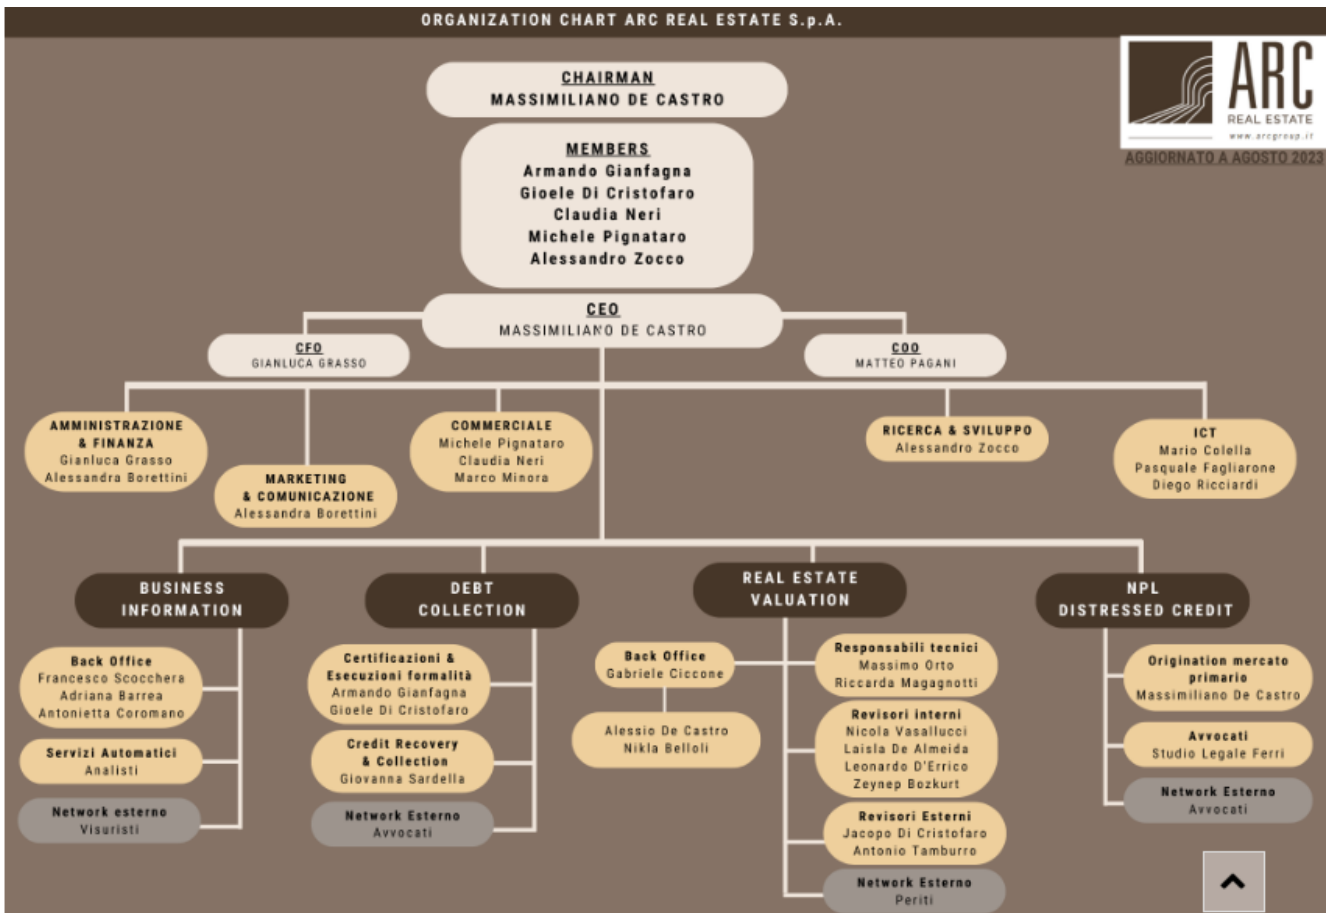 ORGANIZATION CHART ARC REAL ESTATE S.p.A.
ARC
REAL ESTATE
www.arcgroup.it
AGGIORNATO A AGOSTO 2023
CHAIRMAN
MASSIMILIANO DE CASTRO
MEMBERS
Armando Gianfagna
Gioele Di Cristofaro
Claudia Neri
Michele Pignataro
Alessandro Zocco
CEO
MASSIMILIANO DE CASTRO
CFO
GIANLUCA GRASSO
COO
MATTEO PAGANI
AMMINISTRAZIONE
& FINANZA
Gianluca Grasso
Alessandra Borettini
MARKETING
& COMUNICAZIONE
Alessandra Borettini
COMMERCIALE
Michele Pignataro
Claudia Neri
Marco Minora
RICERCA & SVILUPPO
Alessandro Zocco
ICT
Mario Colella
Pasquale Fagliarone
Diego Ricciardi
BUSINESS
INFORMATION
Back Office
Francesco Scocchera
Adriana Barrea
Antonietta Coromano
Servizi Automatici
Analisti
Network esterno
Visuristi
DEBT
COLLECTION
Certificazioni &
Esecuzioni formalità
Armando Gianfagna
Gioele Di Cristofaro
Credit Recovery
& Collection
Giovanna Sardella
Network Esterno
Avvocati
REAL ESTATE
VALUATION
Back Office
Gabriele Ciccone
Alessio De Castro
Nikla Belloli
Responsabili tecnici
Massimo Orto
Riccarda Magagnotti
Revisori interni
Nicola Vasallucci
Laisla De Almeida
Leonardo D'Errico
Zeynep Bozkurt
Revisori Esterni
Jacopo Di Cristofaro
Antonio Tamburro
Network Esterno
Periti
NPL
DISTRESSED CREDIT
Origination mercato
primario
Massimiliano De Castro
Avvocati
Studio Legale Ferri
Network Esterno
Avvocati